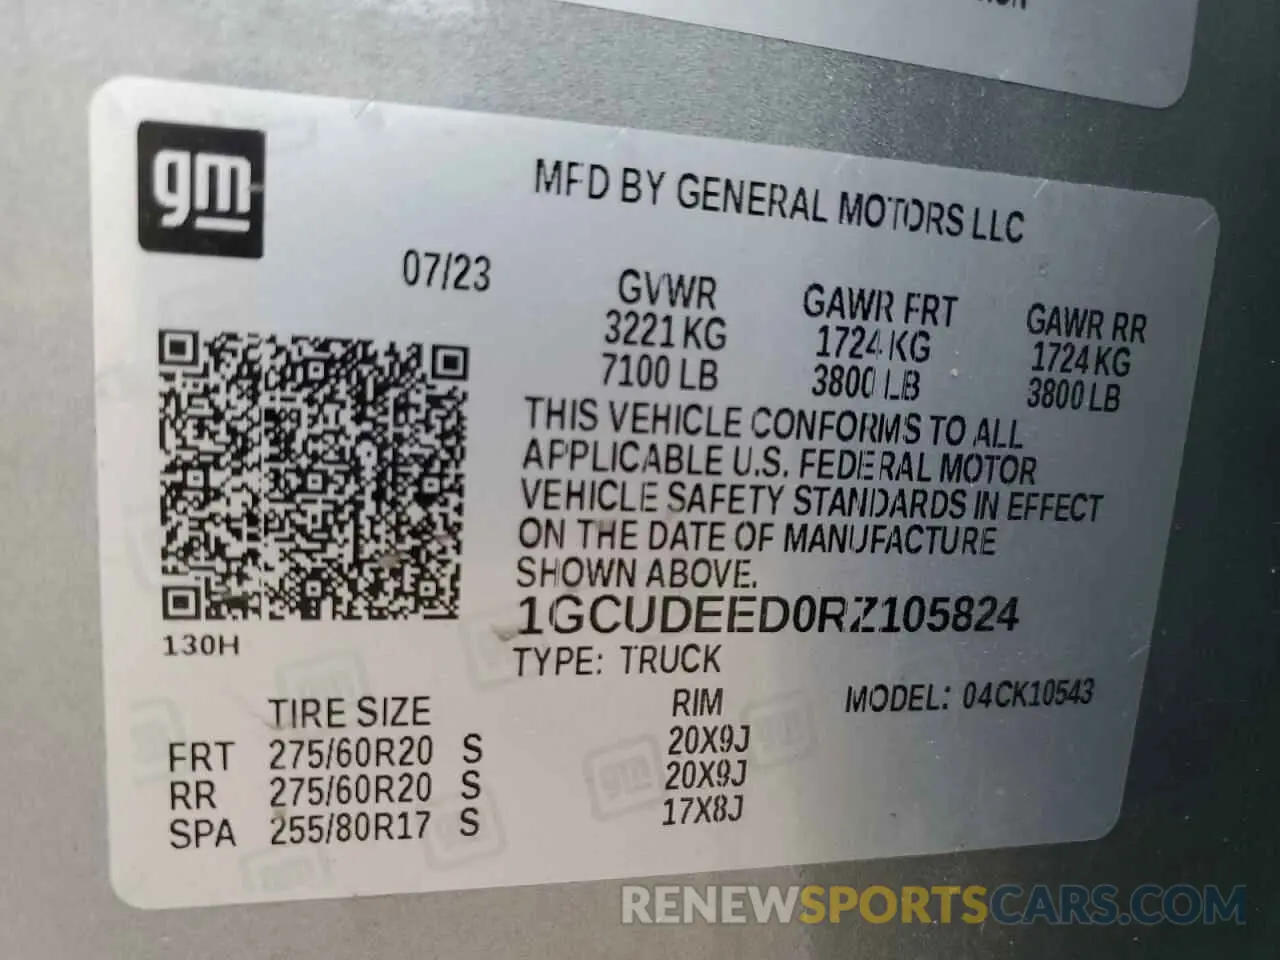 gm
MFD BY GENERAL MOTORS LLC
07/23
GVWR GAWR FRT GAWR RR
3221 KG 1724 KG 1724 KG
7100 LB 3800 LB 3800 LB
THIS VEHICLE CONFORMS TO ALL
APPLICABLE U.S. FEDERAL MOTOR
VEHICLE SAFETY STANDARDS IN EFFECT
ON THE DATE OF MANUFACTURE
SHOWN ABOVE.
1GCUDEED0RZ105824
130H
TYPE: TRUCK
TIRE SIZE RIM MODEL: 04CK10543
FRT 275/60R20 S 20X9J
RR 275/60R20 S 20X9J
SPA 255/80R17 S 17X8J
RENEWSPORTSCARS.COM